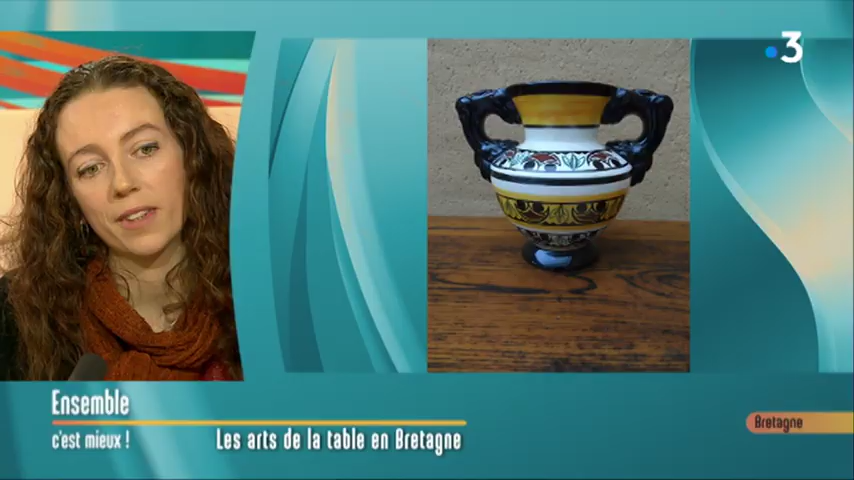 3
Ensemble
c'est mieux !
Les arts de la table en Bretagne
Bretagne